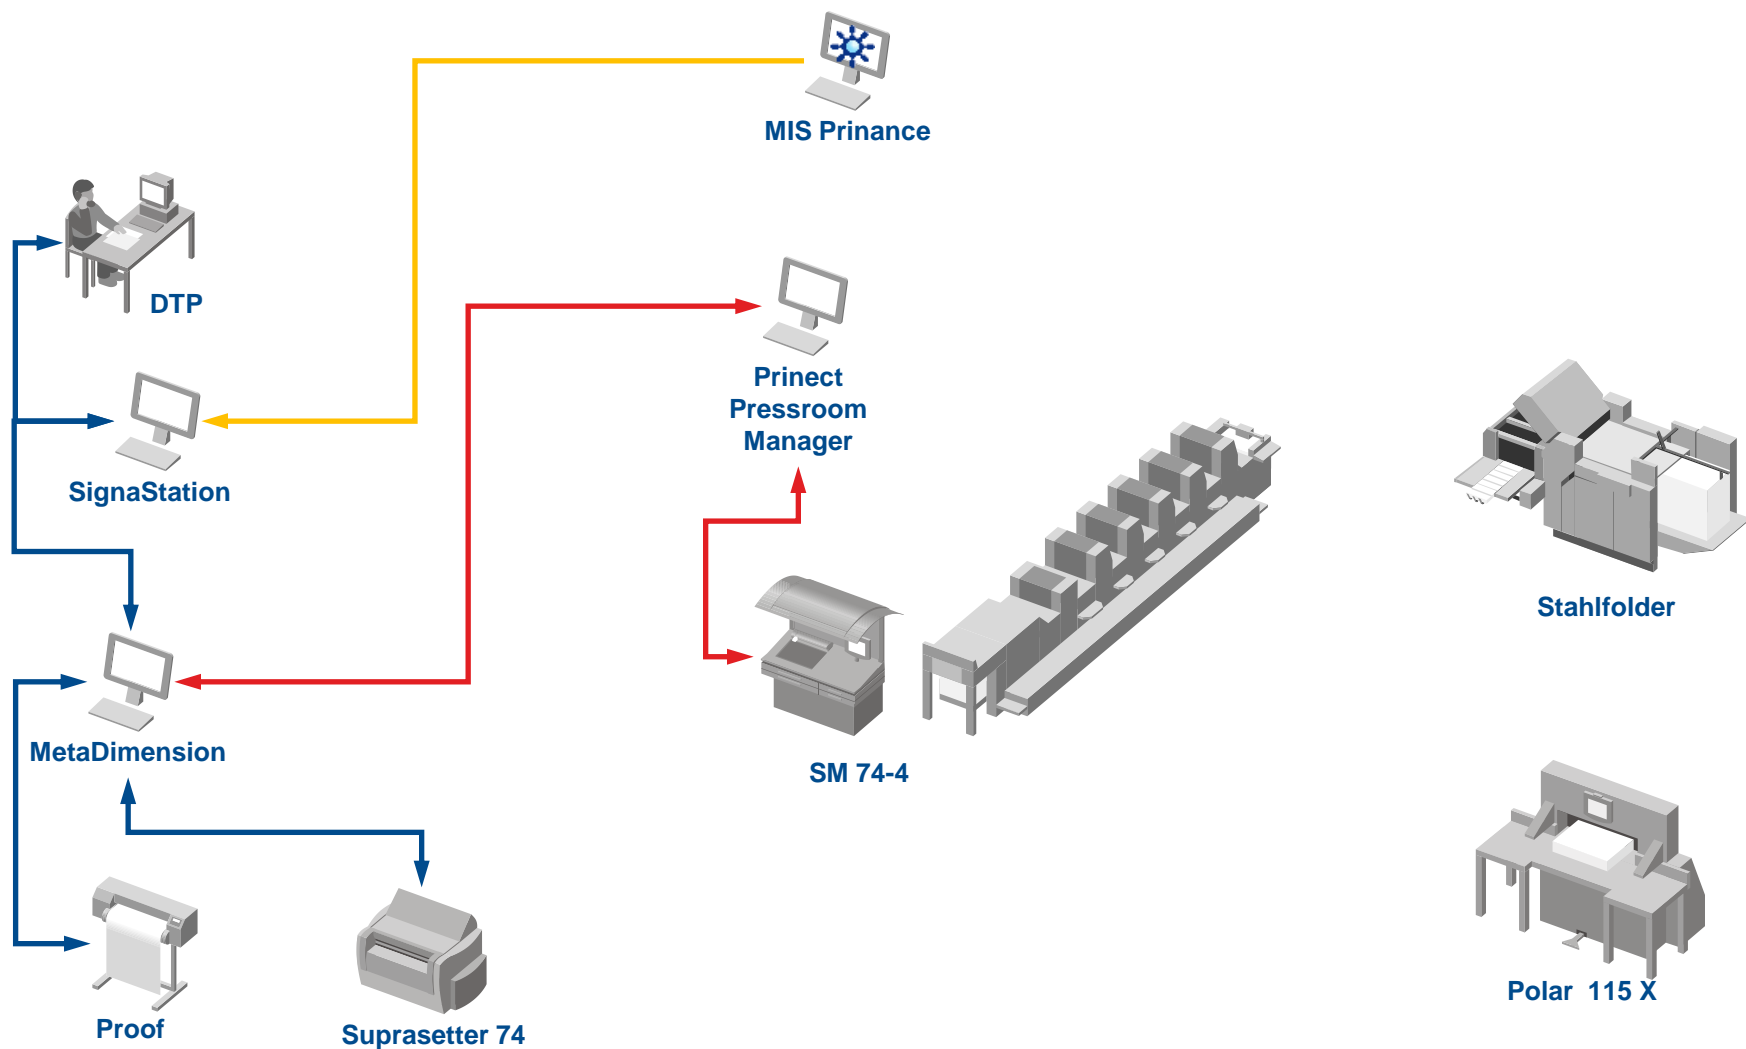 MIS Prinance
DTP
Prinect
Pressroom
Manager
SignaStation
Stahlfolder
MetaDimension
SM 74-4
Polar  115 X
Proof
Suprasetter 74